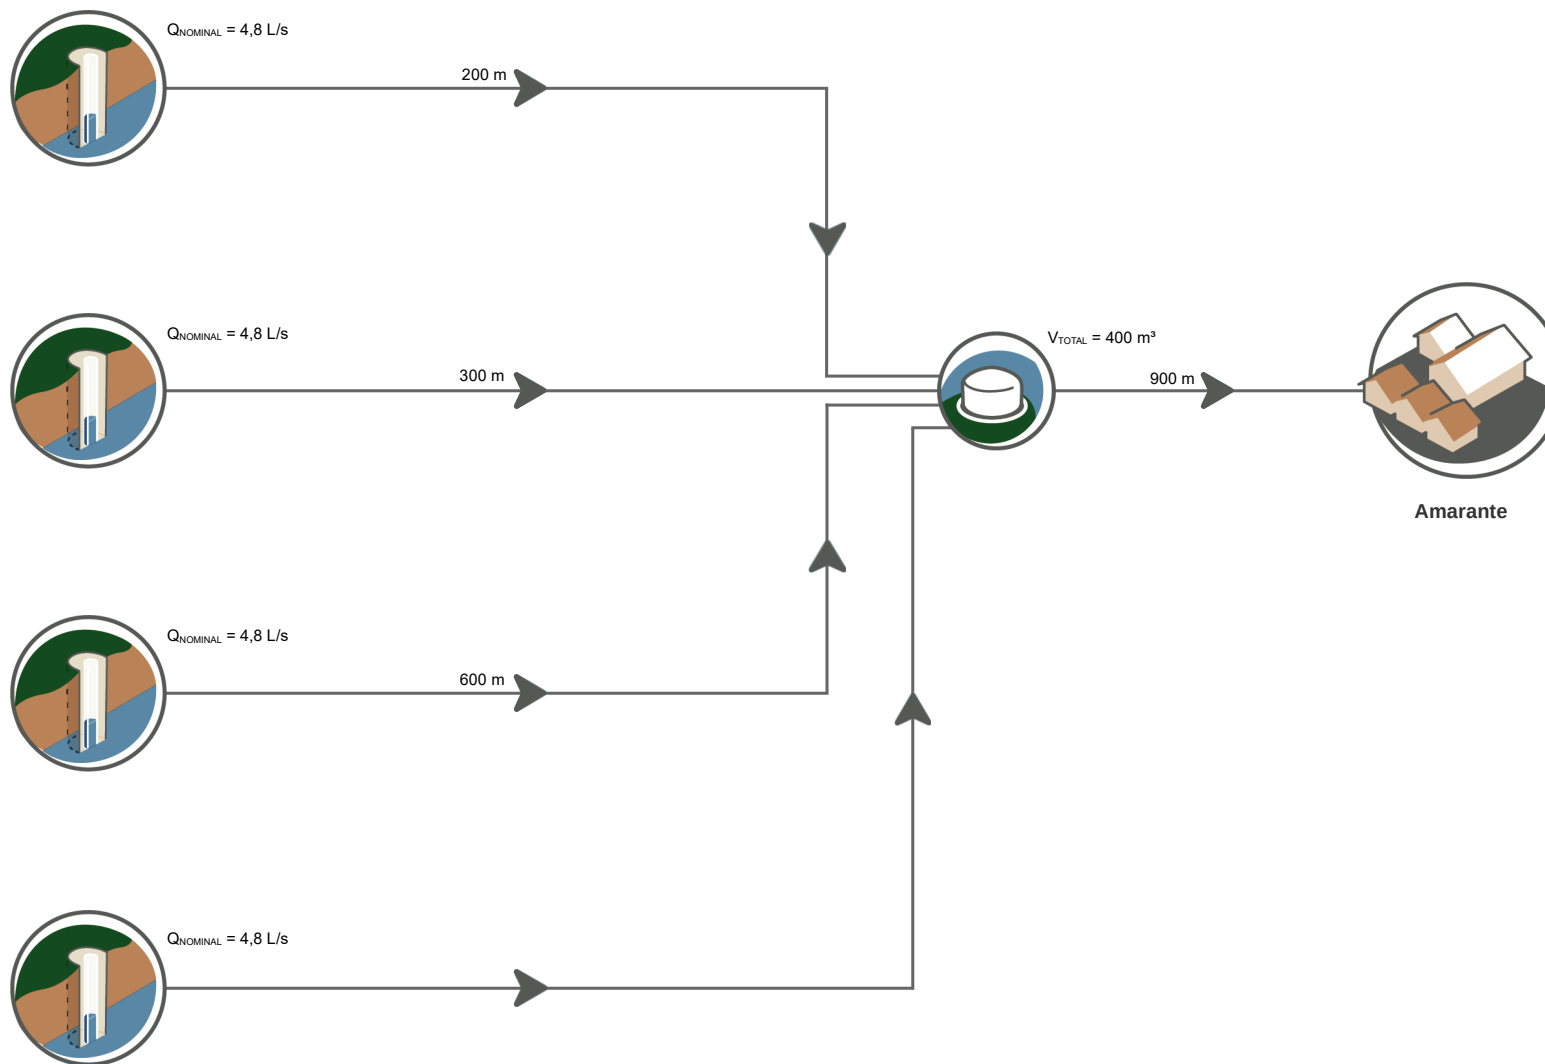 QNOMINAL = 4,8 L/s
200 m
QNOMINAL = 4,8 L/s
300 m
VTOTAL = 400 m³
900 m
Amarante
QNOMINAL = 4,8 L/s
600 m
QNOMINAL = 4,8 L/s